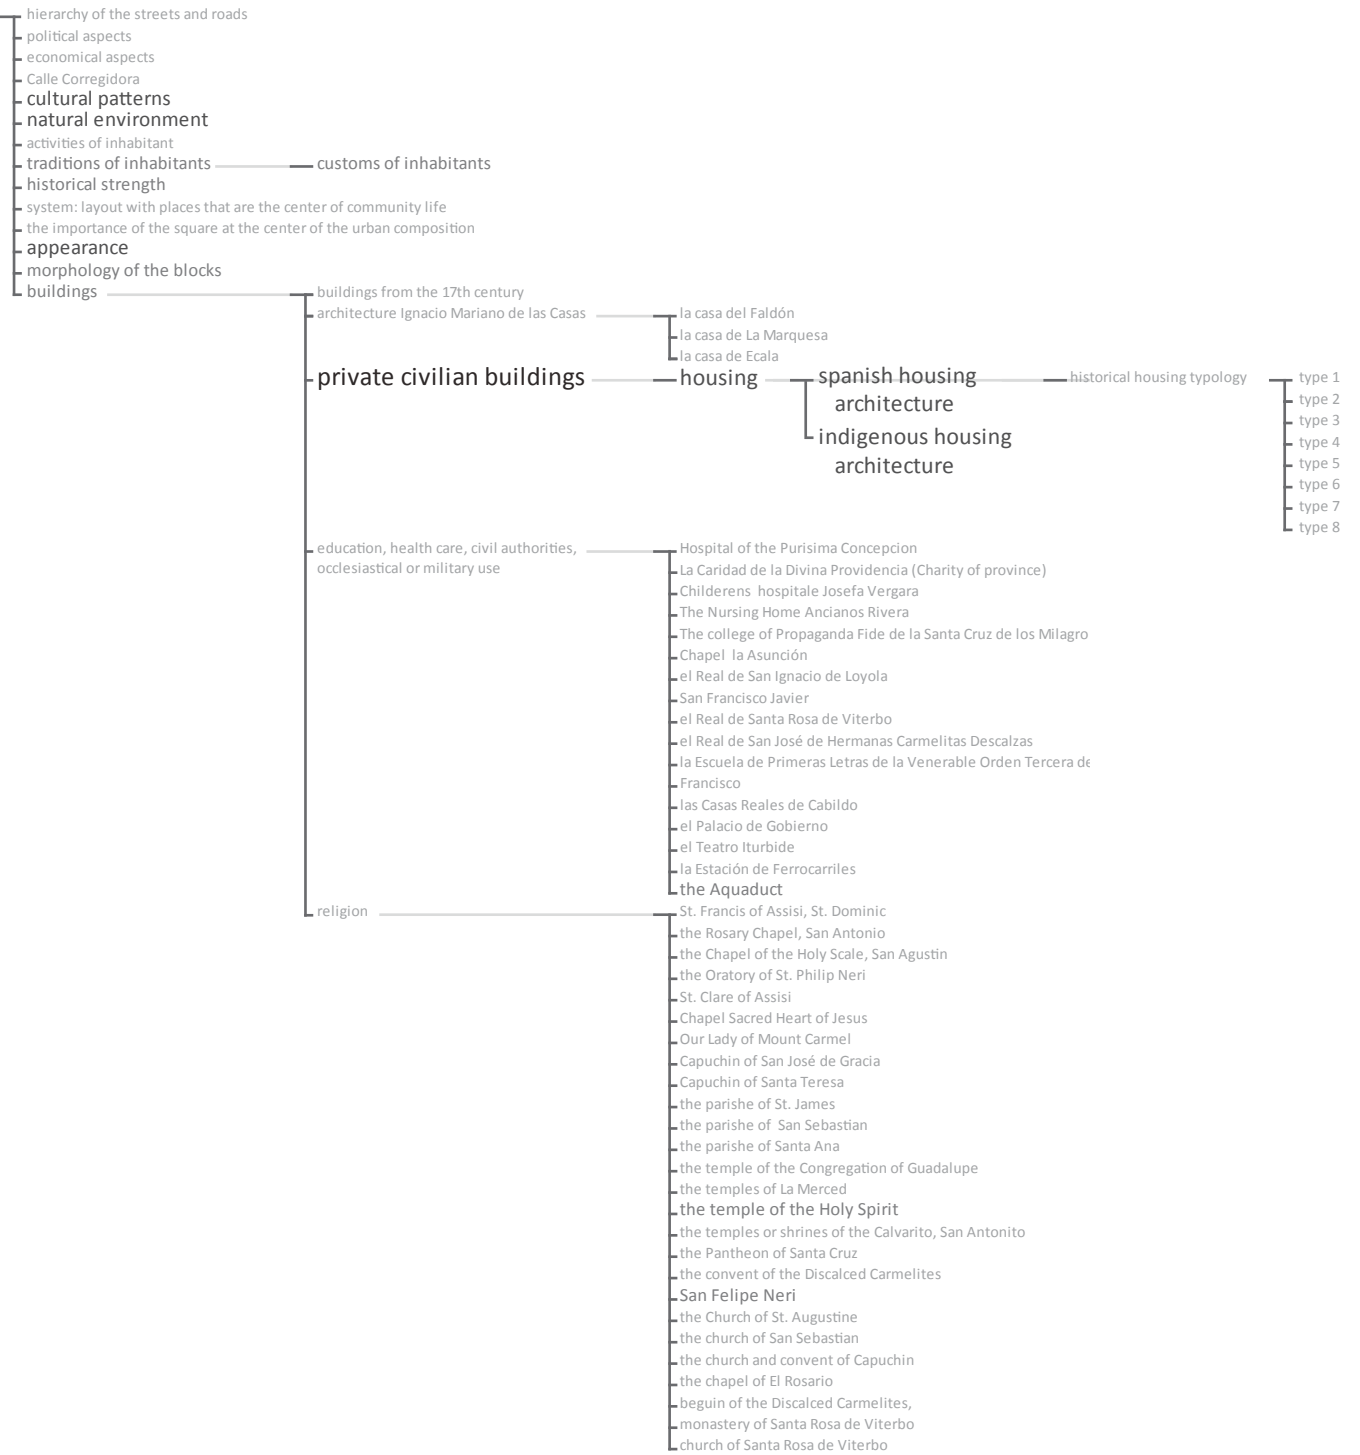 hierarchy of the streets and roads
political aspects
economical aspects
Calle Corregidora
cultural patterns
natural environment
activities of inhabitant
traditions of inhabitants
customs of inhabitants
historical strength
system: layout with places that are the center of community life
the importance of the square at the center of the urban composition
appearance
morphology of the blocks
buildings
buildings from the 17th century
architecture Ignacio Mariano de las Casas
la casa del Faldón
la casa de La Marquesa
la casa de Ecala
private civilian buildings
housing
spanish housing
architecture
indigenous housing
architecture
historical housing typology
type 1
type 2
type 3
type 4
type 5
type 6
type 7
type 8
education, health care, civil authorities,
occlesiastical or military use
Hospital of the Purisima Concepcion
La Caridad de la Divina Providencia (Charity of province)
Childerens hospitale Josefa Vergara
The Nursing Home Ancianos Rivera
The college of Propaganda Fide de la Santa Cruz de los Milagro
Chapel la Asunción
el Real de San Ignacio de Loyola
San Francisco Javier
el Real de Santa Rosa de Viterbo
el Real de San José de Hermanas Carmelitas Descalzas
la Escuela de Primeras Letras de la Venerable Orden Tercera de
Francisco
las Casas Reales de Cabildo
el Palacio de Gobierno
el Teatro Iturbide
la Estación de Ferrocarriles
the Aquaduct
religion
St. Francis of Assisi, St. Dominic
the Rosary Chapel, San Antonio
the Chapel of the Holy Scale, San Agustin
the Oratory of St. Philip Neri
St. Clare of Assisi
Chapel Sacred Heart of Jesus
Our Lady of Mount Carmel
Capuchin of San José de Gracia
Capuchin of Santa Teresa
the parishe of St. James
the parishe of San Sebastian
the parishe of Santa Ana
the temple of the Congregation of Guadalupe
the temples of La Merced
the temple of the Holy Spirit
the temples or shrines of the Calvarito, San Antonito
the Pantheon of Santa Cruz
the convent of the Discalced Carmelites
San Felipe Neri
the Church of St. Augustine
the church of San Sebastian
the church and convent of Capuchin
the chapel of El Rosario
beguin of the Discalced Carmelites,
monastery of Santa Rosa de Viterbo
church of Santa Rosa de Viterbo